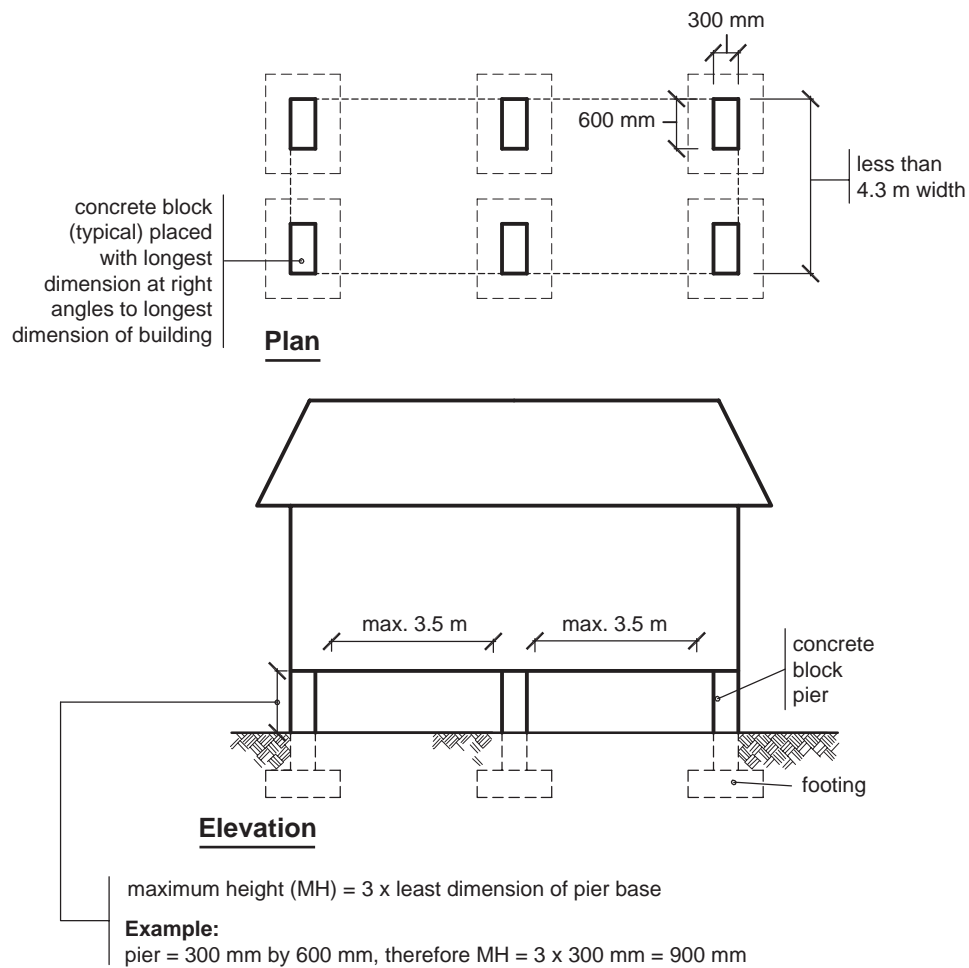 300 mm
600 mm
less than
4.3 m width
concrete block
(typical) placed
with longest
dimension at right
angles to longest
dimension of building
Plan
max. 3.5 m
max. 3.5 m
concrete
block
pier
footing
Elevation
maximum height (MH) = 3 x least dimension of pier base
Example:
pier = 300 mm by 600 mm, therefore MH = 3 x 300 mm = 900 mm